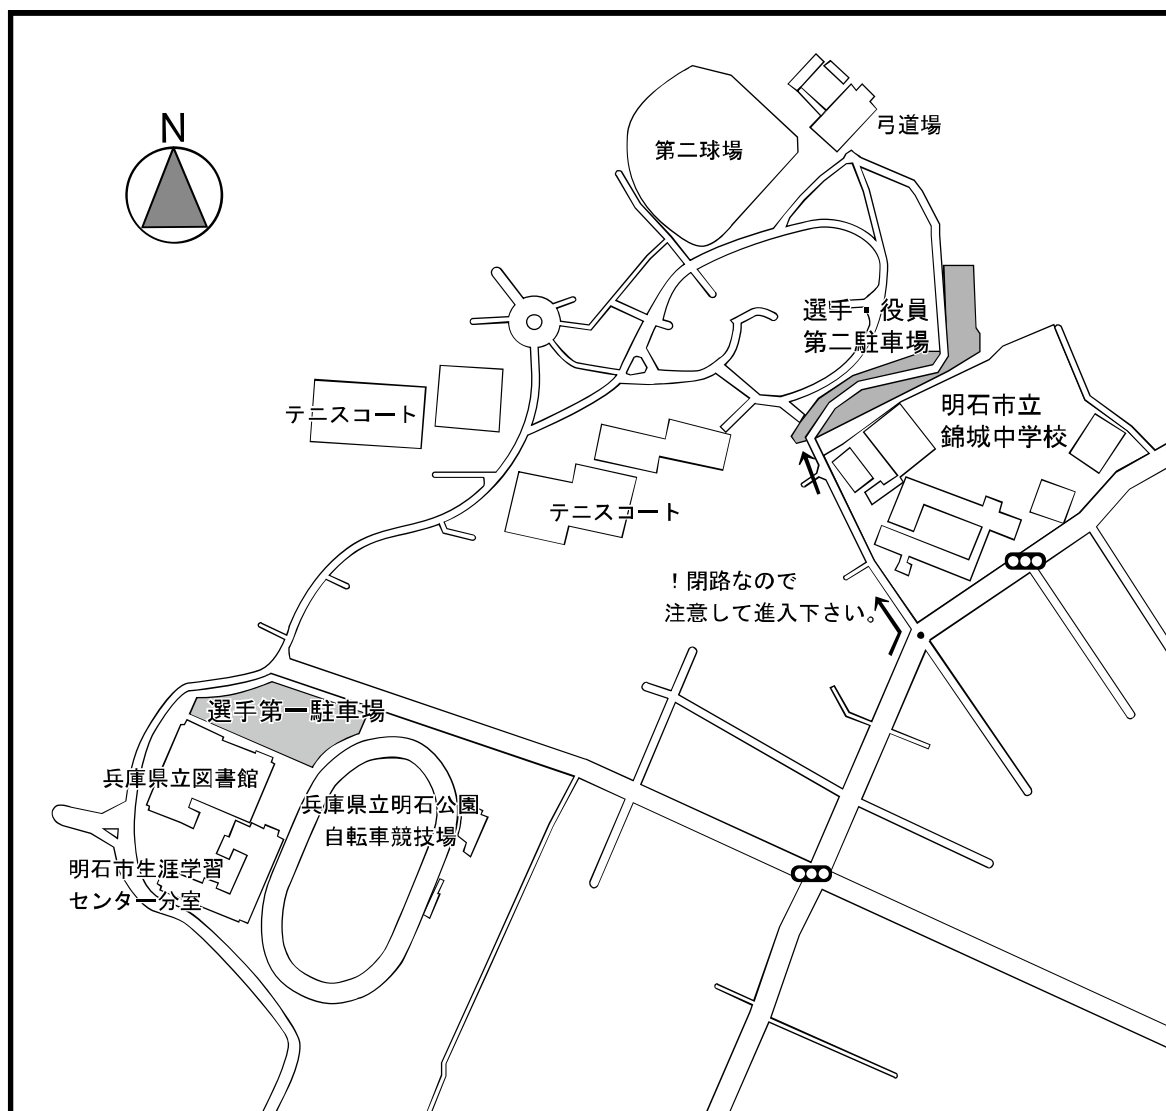 N
第二球場
弓道場
選手・役員
第二駐車場
明石市立
錦城中学校
テニスコート
テニスコート
！閉路なので
注意して進入下さい。
選手第一駐車場
兵庫県立図書館
兵庫県立明石公園
自転車競技場
明石市生涯学習
センター分室